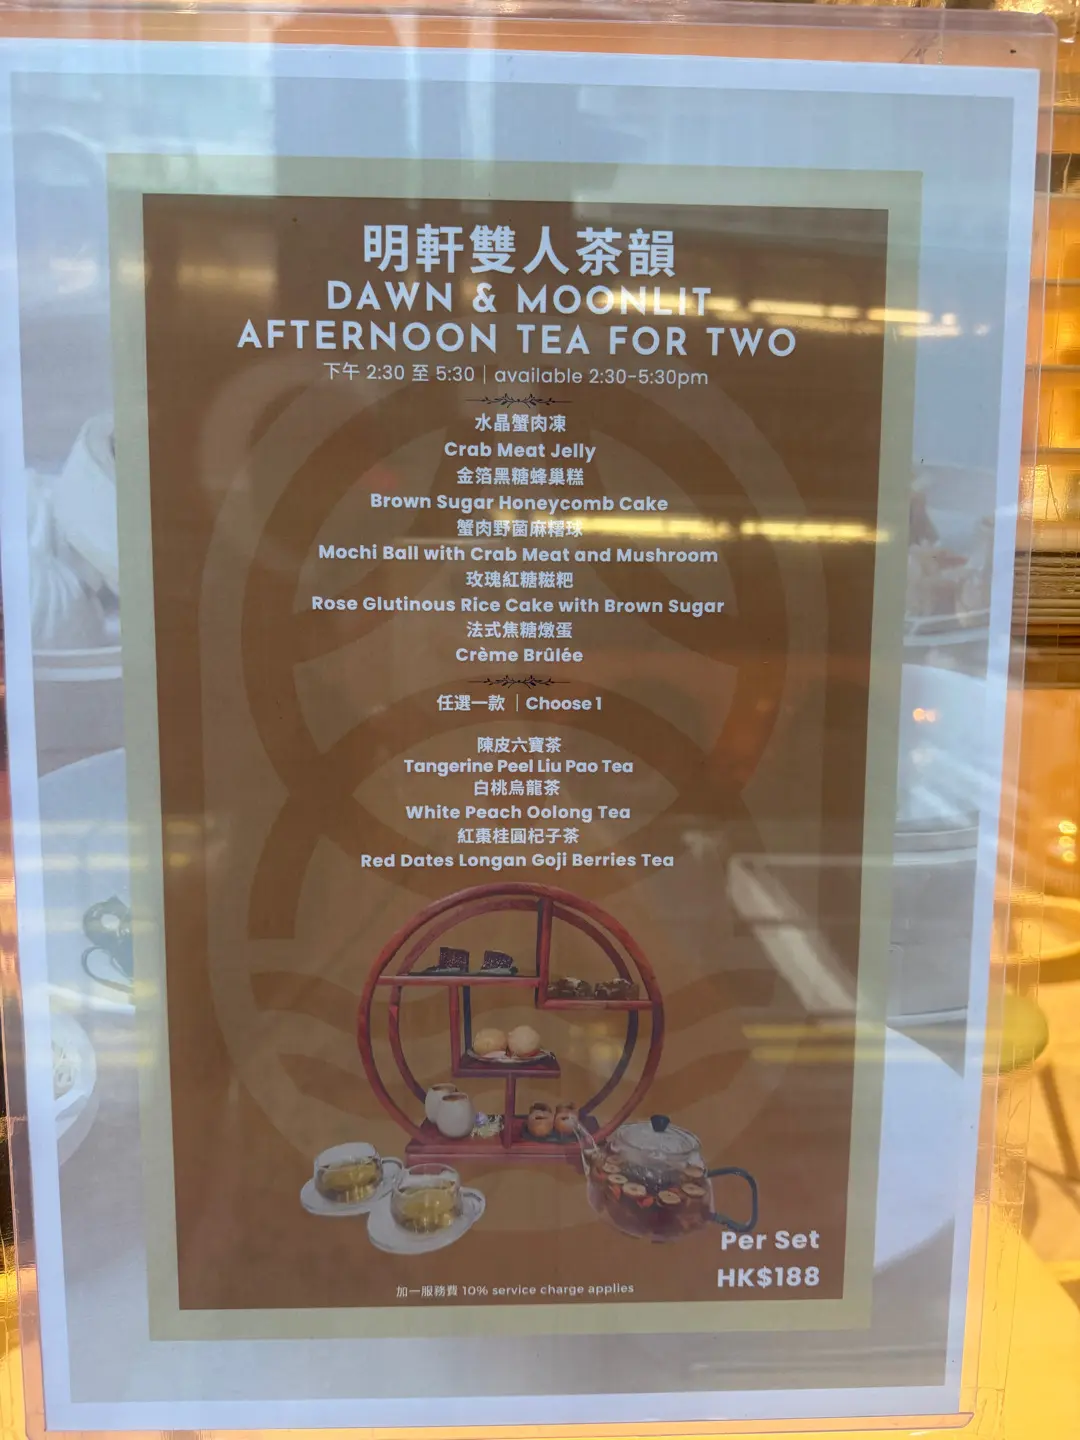 明軒雙人茶韻
DAWN & MOONLIT
AFTERNOON TEA FOR TWO
下午 2:30 至 5:30 | available 2:30-5:30pm
水晶蟹肉凍
Crab Meat Jelly
金箔黑糖蜂巢糕
Brown Sugar Honeycomb Cake
蟹肉野菌麻糬球
Mochi Ball with Crab Meat and Mushroom
玫瑰紅糖糍粑
Rose Glutinous Rice Cake with Brown Sugar
法式焦糖燉蛋
Crème Brûlée
任選一款 | Choose 1
陳皮六寶茶
Tangerine Peel Liu Pao Tea
白桃烏龍茶
White Peach Oolong Tea
紅棗桂圓杞子茶
Red Dates Longan Goji Berries Tea
Per Set
HK$188
加一服務費 10% service charge applies